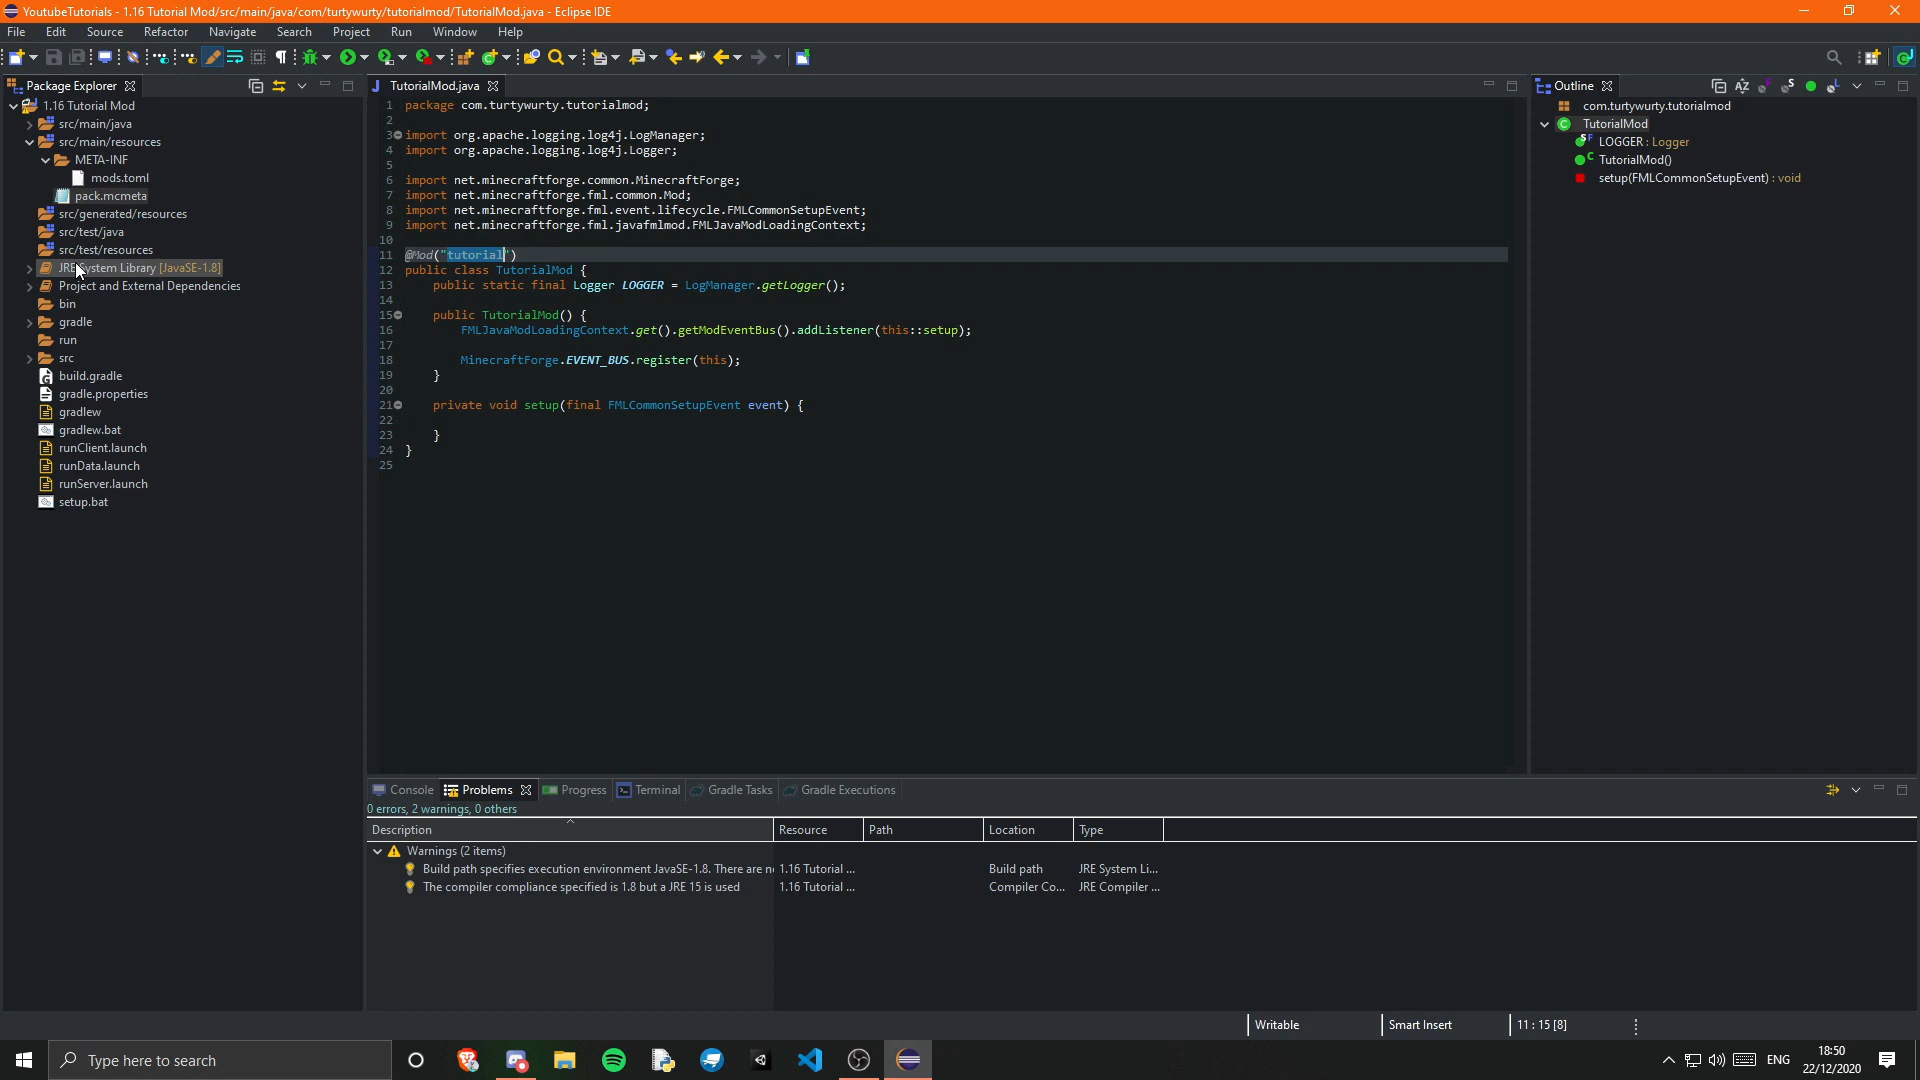 YoutubeTutorials - 1.16 Tutorial Mod/src/main/java/com/turtywurty/tutorialmod/TutorialMod.java - Eclipse IDE
File Edit Source Refactor Navigate Search Project Run Window Help
Package Explorer
1.16 Tutorial Mod
src/main/java
src/main/resources
META-INF
mods.toml
pack.mcmeta
src/generated/resources
src/test/java
src/test/resources
JRE System Library [JavaSE-1.8]
Project and External Dependencies
bin
gradle
run
src
build.gradle
gradle.properties
gradlew
gradlew.bat
runClient.launch
runData.launch
runServer.launch
setup.bat
TutorialMod.java
1 package com.turtywurty.tutorialmod;
2
3 import org.apache.logging.log4j.LogManager;
4 import org.apache.logging.log4j.Logger;
5
6 import net.minecraftforge.common.MinecraftForge;
7 import net.minecraftforge.fml.common.Mod;
8 import net.minecraftforge.fml.event.lifecycle.FMLCommonSetupEvent;
9 import net.minecraftforge.fml.javafmlmod.FMLJavaModLoadingContext;
10
11 @Mod("tutorial")
12 public class TutorialMod {
13 public static final Logger LOGGER = LogManager.getLogger();
14
15 public TutorialMod() {
16 FMLJavaModLoadingContext.get().getModEventBus().addListener(this::setup);
17
18 MinecraftForge.EVENT_BUS.register(this);
19 }
20
21 private void setup(final FMLCommonSetupEvent event) {
22
23 }
24 }
25
Outline
com.turtywurty.tutorialmod
TutorialMod
LOGGER : Logger
TutorialMod()
setup(FMLCommonSetupEvent) : void
Console Problems Progress Terminal Gradle Tasks Gradle Executions
0 errors, 2 warnings, 0 others
Description Resource Path Location Type
Warnings (2 items)
Build path specifies execution environment JavaSE-1.8. There are n 1.16 Tutorial ... Build path JRE System Li...
The compiler compliance specified is 1.8 but a JRE 15 is used 1.16 Tutorial ... Compiler Co... JRE Compiler ...
Writable Smart Insert 11 : 15 [8]
Type here to search
ENG
18:50
22/12/2020